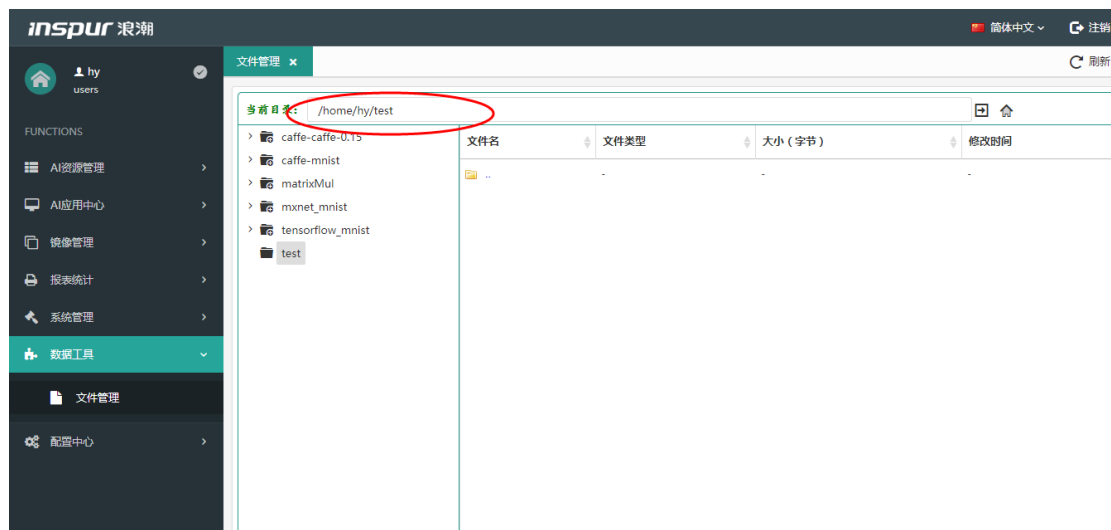 inspur 浪潮
简体中文
注销
hy
users
文件管理 ×
刷新
当前目录: /home/hy/test
FUNCTIONS
AI资源管理
AI应用中心
镜像管理
报表统计
系统管理
数据工具
文件管理
配置中心
caffe-caffe-0.15
caffe-mnist
matrixMul
mxnet_mnist
tensorflow_mnist
test
文件名 文件类型 大小(字节) 修改时间
.. - - -